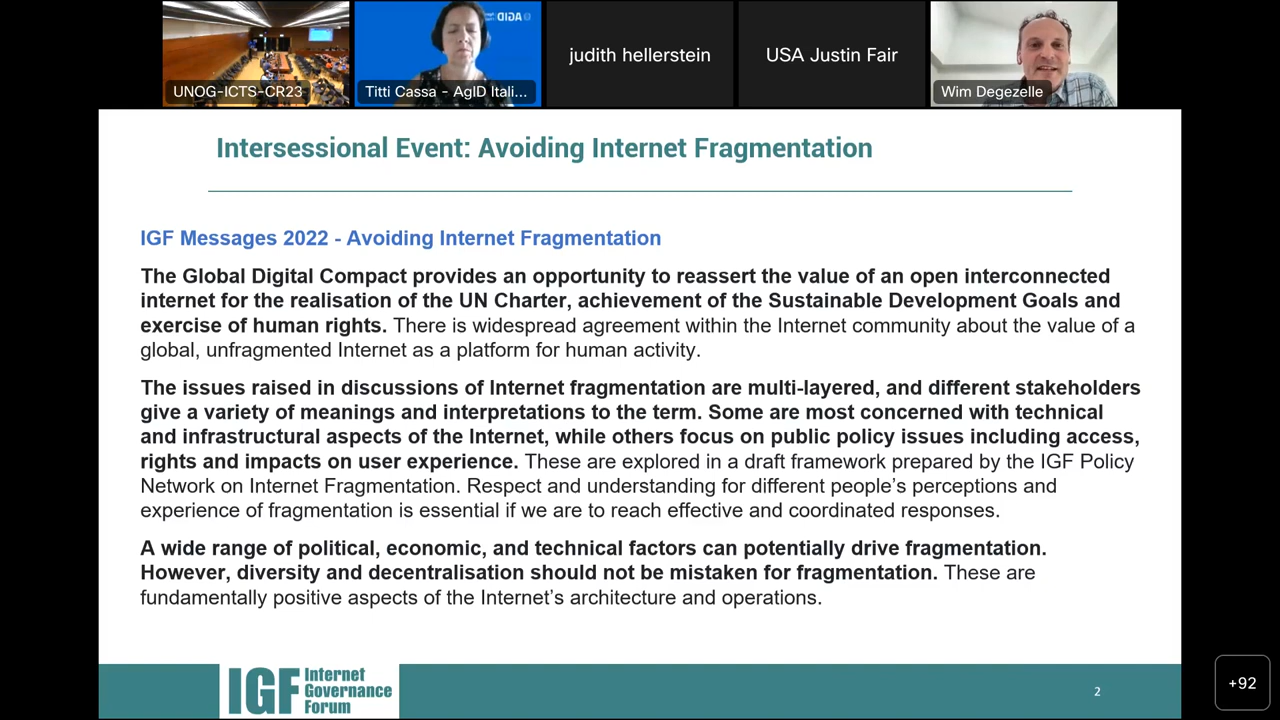 AGID
UNOG-ICTS-CR23
Titti Cassa – AgID Itali...
judith hellerstein
USA Justin Fair
Wim Degezelle
Intersessional Event: Avoiding Internet Fragmentation
IGF Messages 2022 - Avoiding Internet Fragmentation
The Global Digital Compact provides an opportunity to reassert the value of an open interconnected
internet for the realisation of the UN Charter, achievement of the Sustainable Development Goals and
exercise of human rights. There is widespread agreement within the Internet community about the value of a
global, unfragmented Internet as a platform for human activity.
The issues raised in discussions of Internet fragmentation are multi-layered, and different stakeholders
give a variety of meanings and interpretations to the term. Some are most concerned with technical
and infrastructural aspects of the Internet, while others focus on public policy issues including access,
rights and impacts on user experience. These are explored in a draft framework prepared by the IGF Policy
Network on Internet Fragmentation. Respect and understanding for different people’s perceptions and
experience of fragmentation is essential if we are to reach effective and coordinated responses.
A wide range of political, economic, and technical factors can potentially drive fragmentation.
However, diversity and decentralisation should not be mistaken for fragmentation. These are
fundamentally positive aspects of the Internet’s architecture and operations.
IGF Internet
Governance
Forum
2
+92